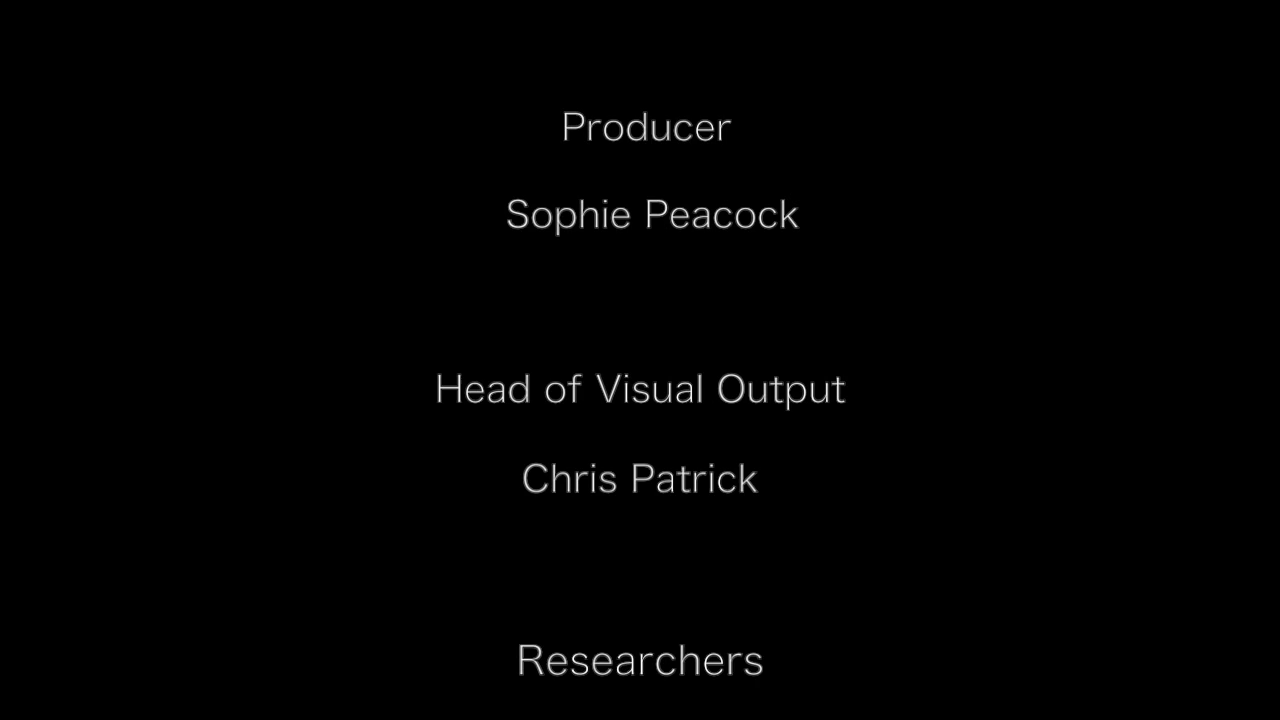 Producer
Sophie Peacock
Head of Visual Output
Chris Patrick
Researchers